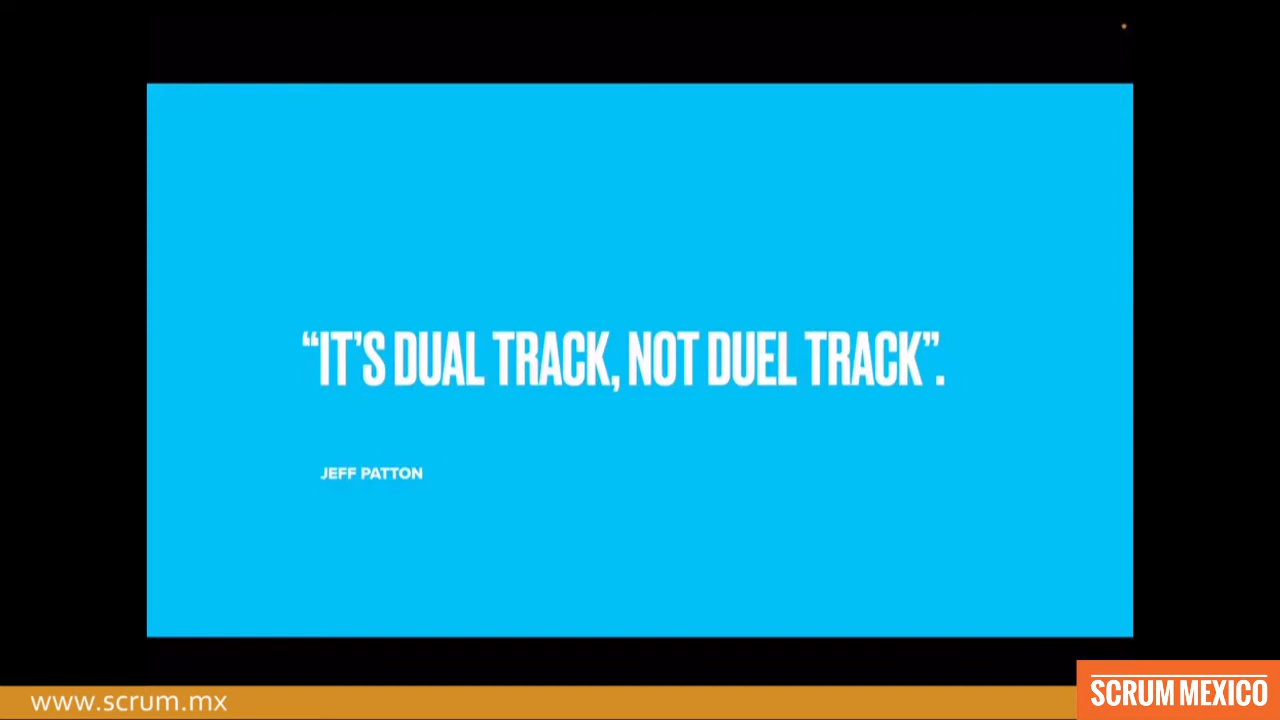 “IT’S DUAL TRACK, NOT DUEL TRACK”.
JEFF PATTON
www.scrum.mx
SCRUM MEXICO